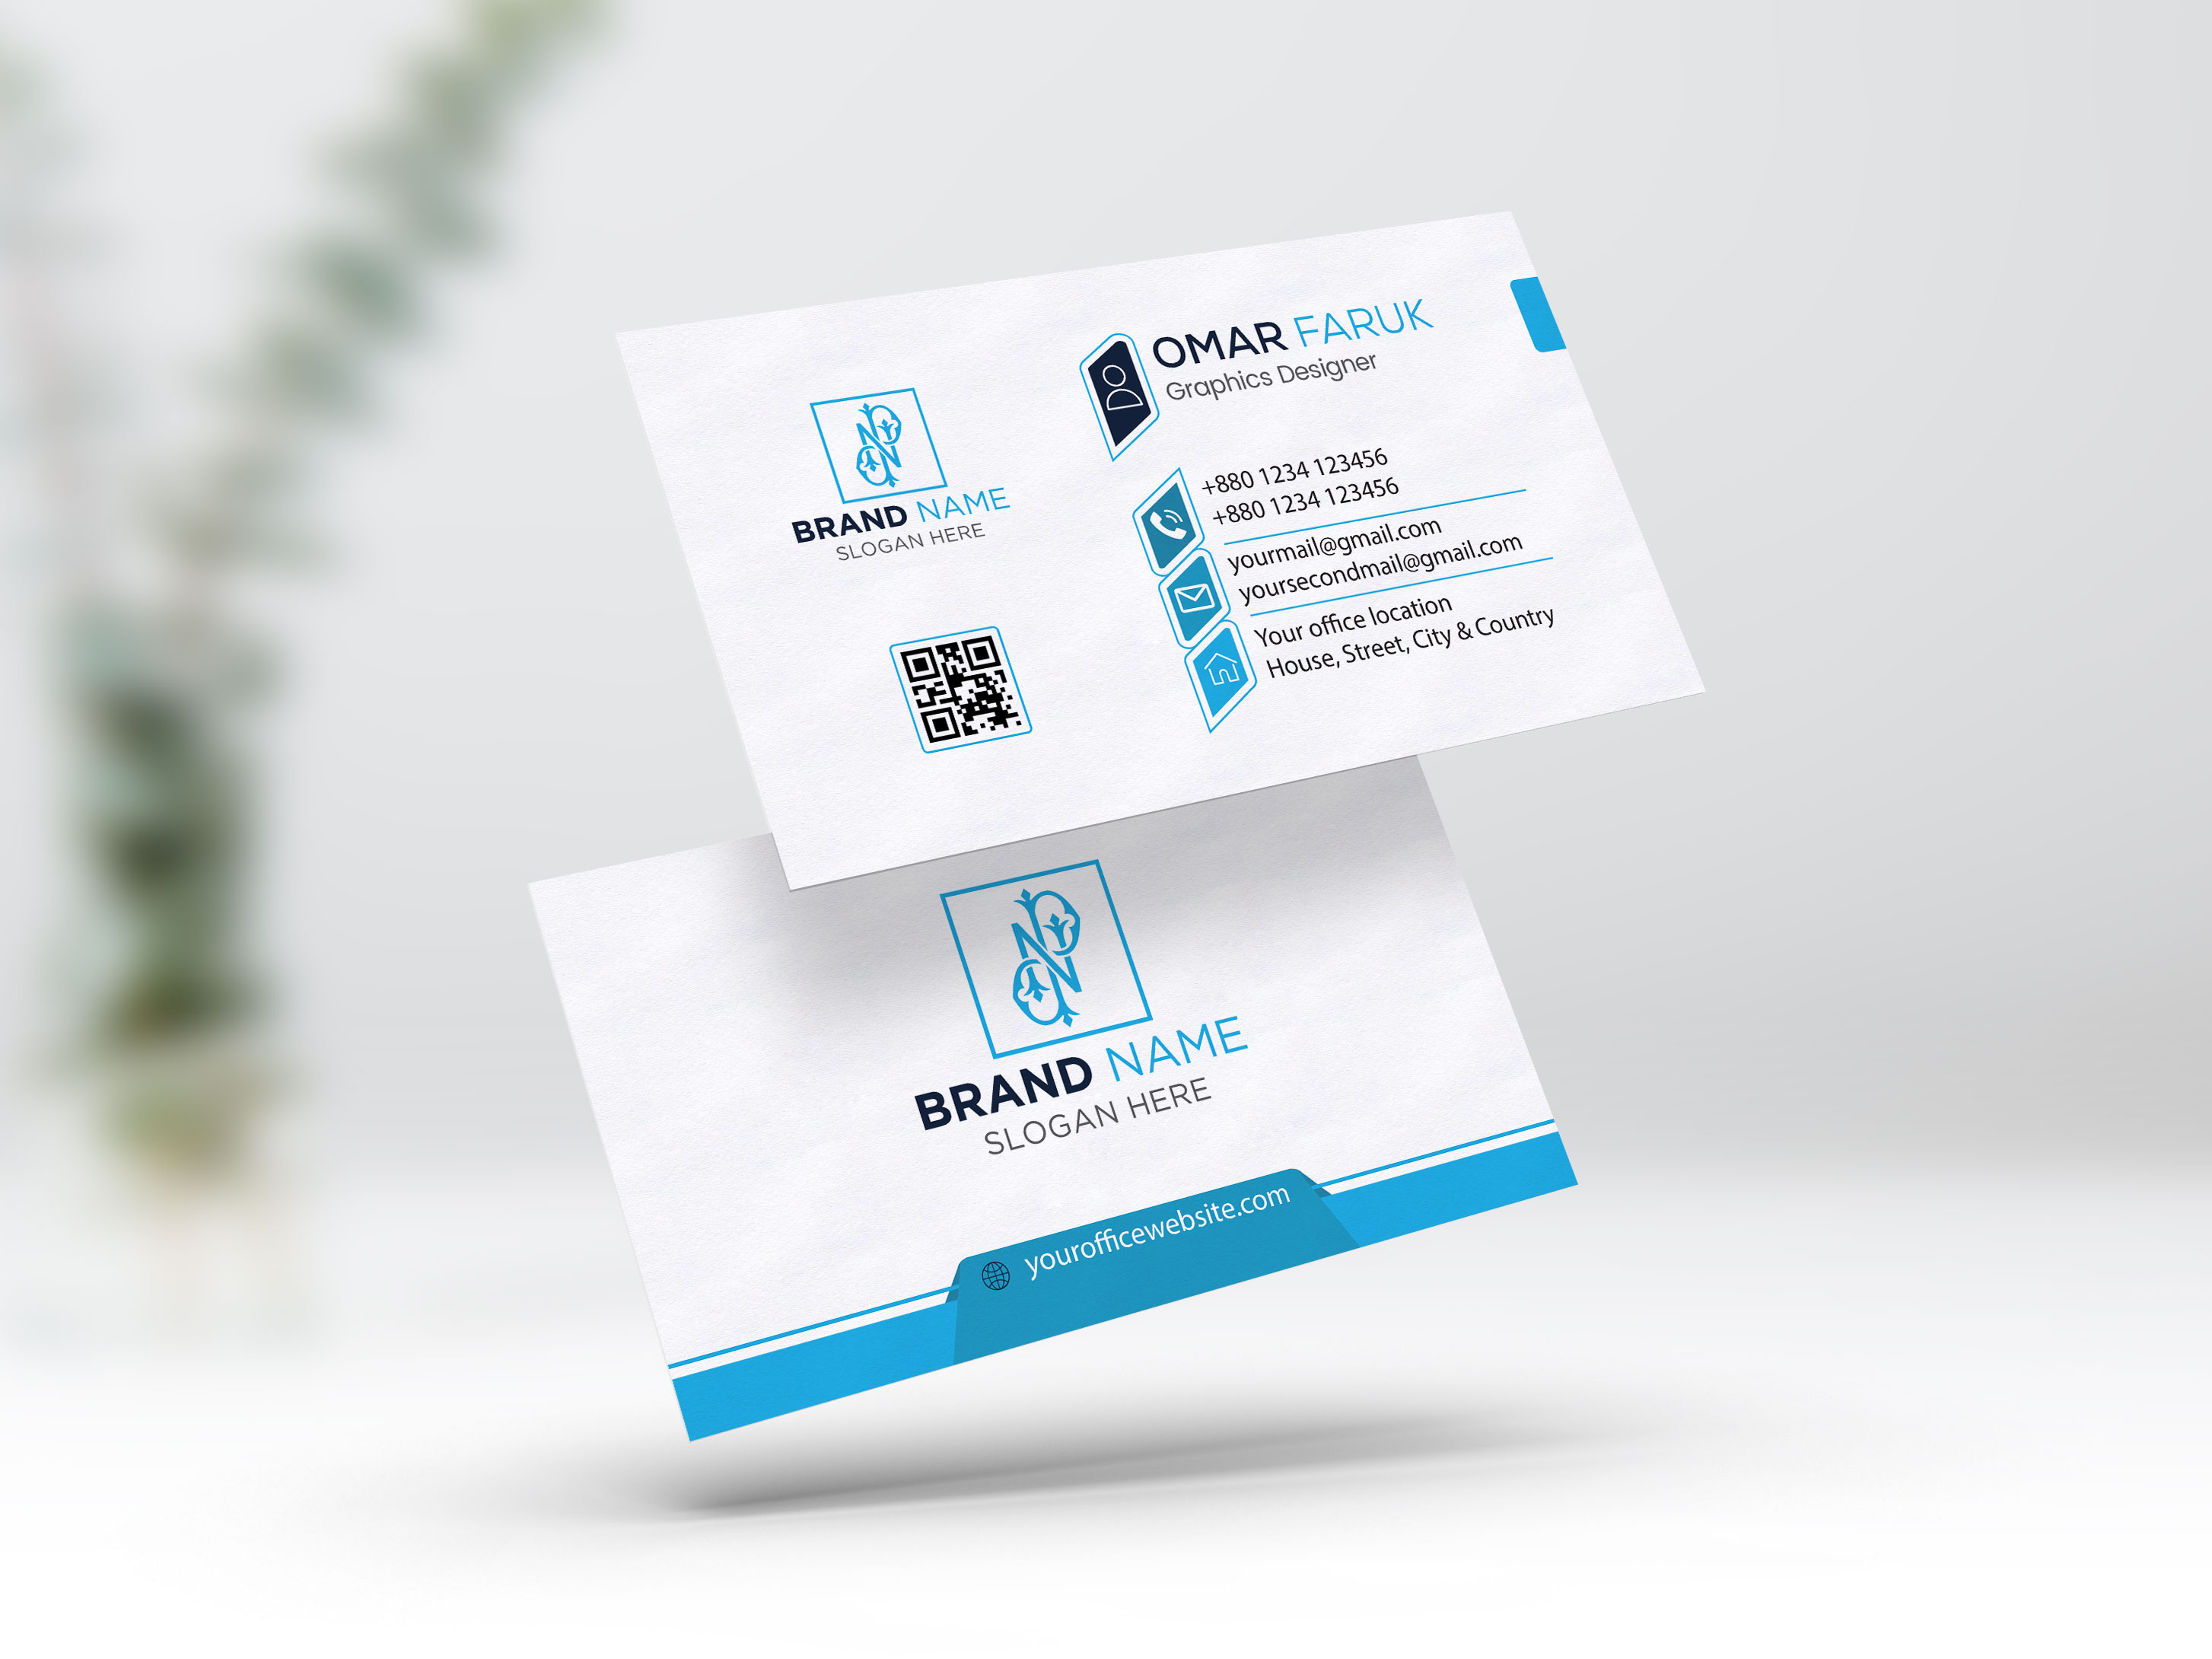 BRAND NAME
SLOGAN HERE
OMAR FARUK
Graphics Designer
+880 1234 123456
+880 1234 123456
yourmail@gmail.com
yoursecondmail@gmail.com
Your office location
House, Street, City & Country
BRAND NAME
SLOGAN HERE
yourofficewebsite.com